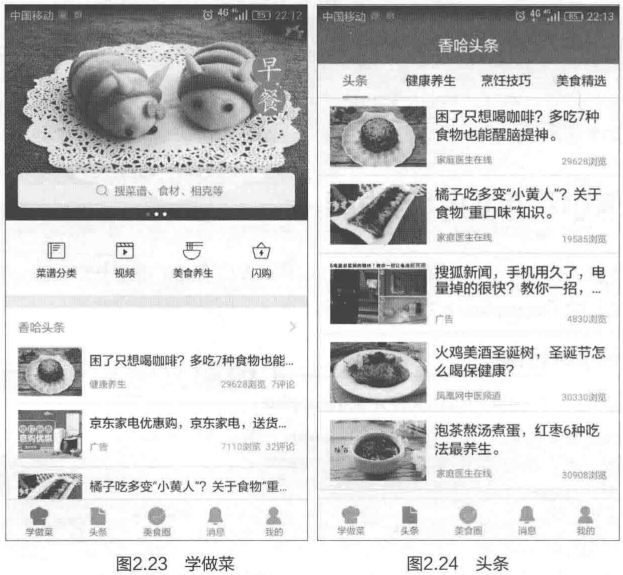 中国移动
4G
85
22:12
早餐
搜菜谱、食材、相克等
菜谱分类
视频
美食养生
闪购
香哈头条
困了只想喝咖啡？多吃7种食物也能...
健康养生
29628浏览 7评论
京东家电优惠购，京东家电，送货...
广告
7110浏览 32评论
橘子吃多变“小黄人”？关于食物“重...
学做菜
头条
美食圈
消息
我的
图2.23 学做菜
中国移动
4G
85
22:13
香哈头条
头条
健康养生
烹饪技巧
美食精选
困了只想喝咖啡？多吃7种
食物也能醒脑提神。
家庭医生在线
29628浏览
橘子吃多变“小黄人”？关于
食物“重口味”知识。
家庭医生在线
19585浏览
搜狐新闻，手机用久了，电
量掉的很快？教你一招，...
广告
4830浏览
火鸡美酒圣诞树，圣诞节怎
么喝保健康？
凤凰网中医频道
30330浏览
泡茶熬汤煮蛋，红枣6种吃
法最养生。
家庭医生在线
30908浏览
学做菜
头条
美食圈
消息
我的
图2.24 头条